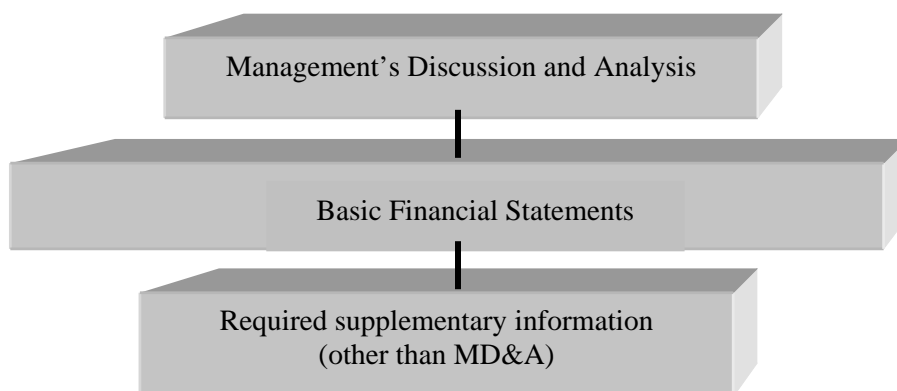 Management’s Discussion and Analysis
Basic Financial Statements
Required supplementary information
(other than MD&A)